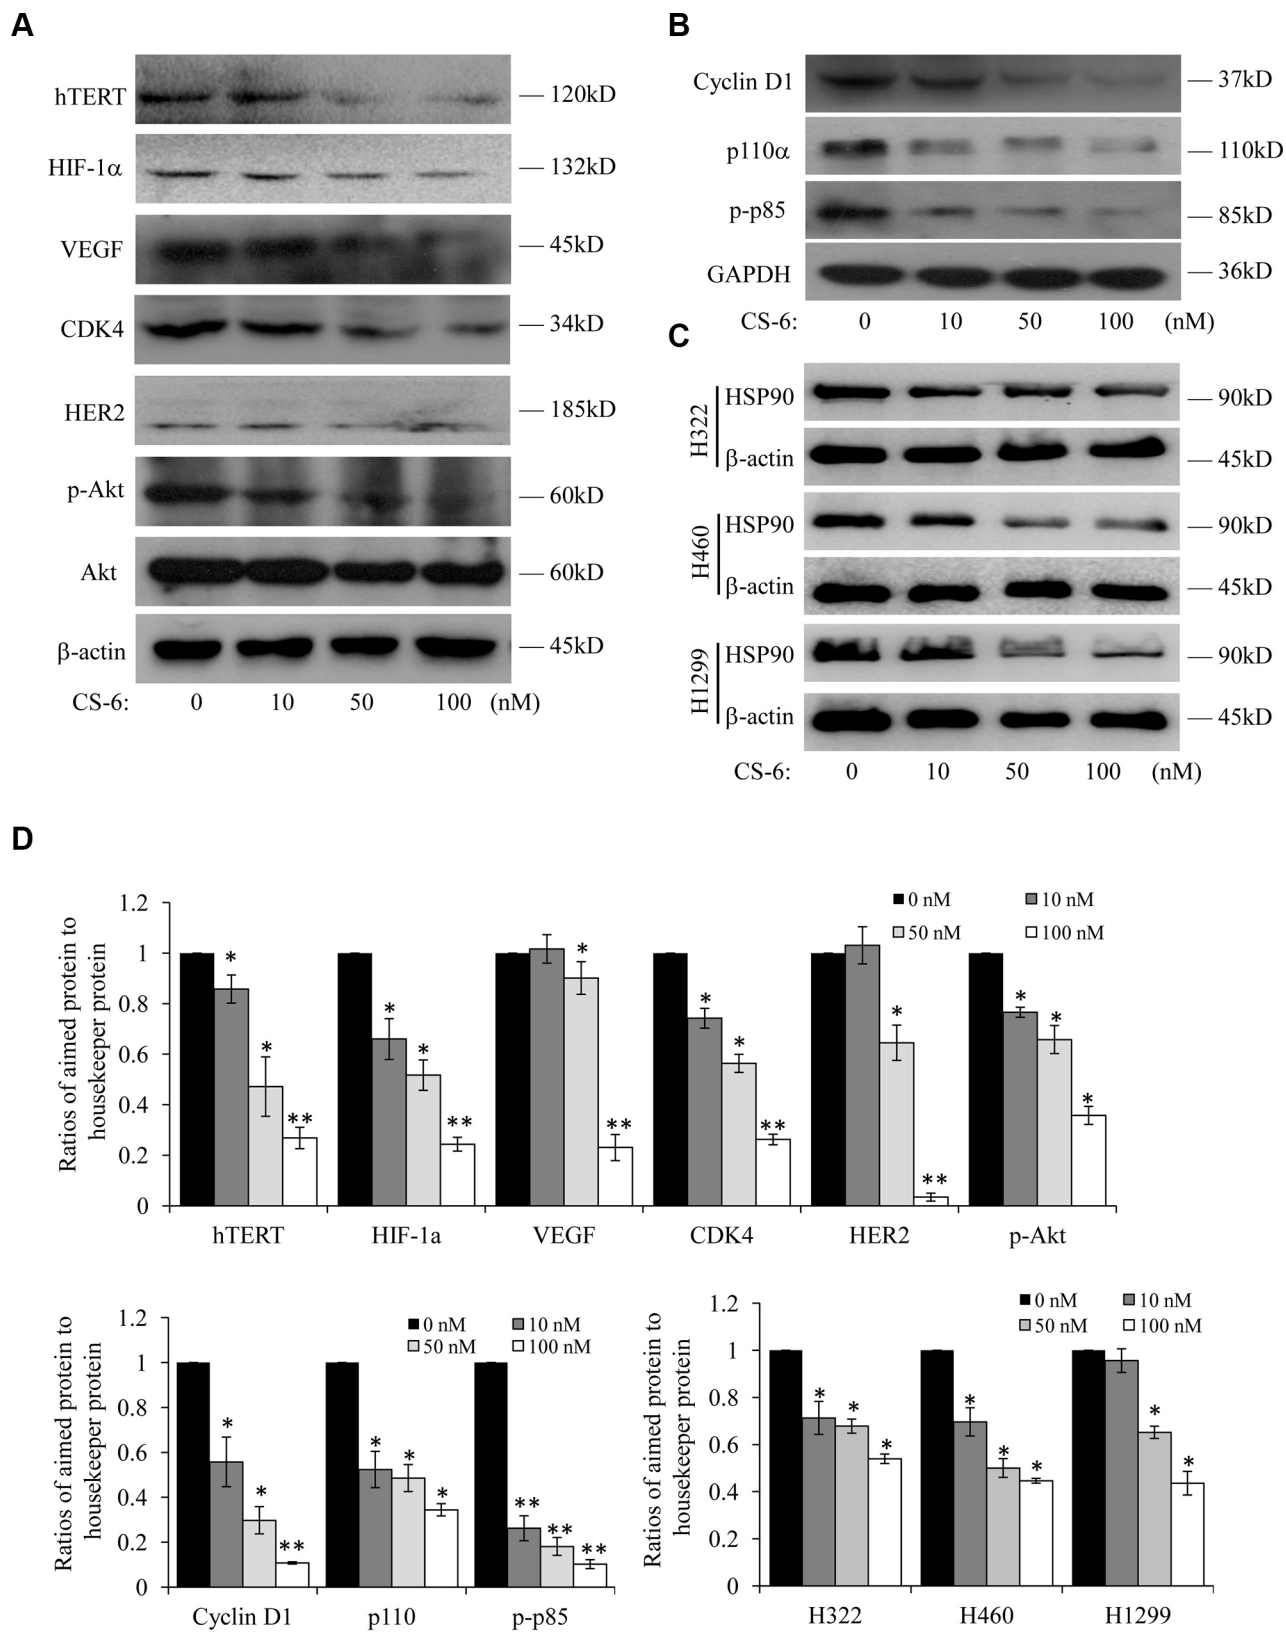 A
hTERT
120kD
HIF-1α
132kD
VEGF
45kD
CDK4
34kD
HER2
185kD
p-Akt
60kD
Akt
60kD
β-actin
45kD
CS-6: 0 10 50 100 (nM)
B
Cyclin D1
37kD
p110α
110kD
p-p85
85kD
GAPDH
36kD
CS-6: 0 10 50 100 (nM)
C
H322
HSP90
90kD
β-actin
45kD
H460
HSP90
90kD
β-actin
45kD
H1299
HSP90
90kD
β-actin
45kD
CS-6: 0 10 50 100 (nM)
D
Ratios of aimed protein to
housekeeper protein
1.2
1
0.8
0.6
0.4
0.2
0
0 nM 10 nM
50 nM 100 nM
* * **
* * **
* **
* * **
* **
* * *
hTERT HIF-1a VEGF CDK4 HER2 p-Akt
Ratios of aimed protein to
housekeeper protein
1.2
1
0.8
0.6
0.4
0.2
0
0 nM 10 nM
50 nM 100 nM
* * **
* * *
** ** **
Cyclin D1 p110 p-p85
Ratios of aimed protein to
housekeeper protein
1.2
1
0.8
0.6
0.4
0.2
0
0 nM 10 nM
50 nM 100 nM
* * *
* * *
* *
H322 H460 H1299